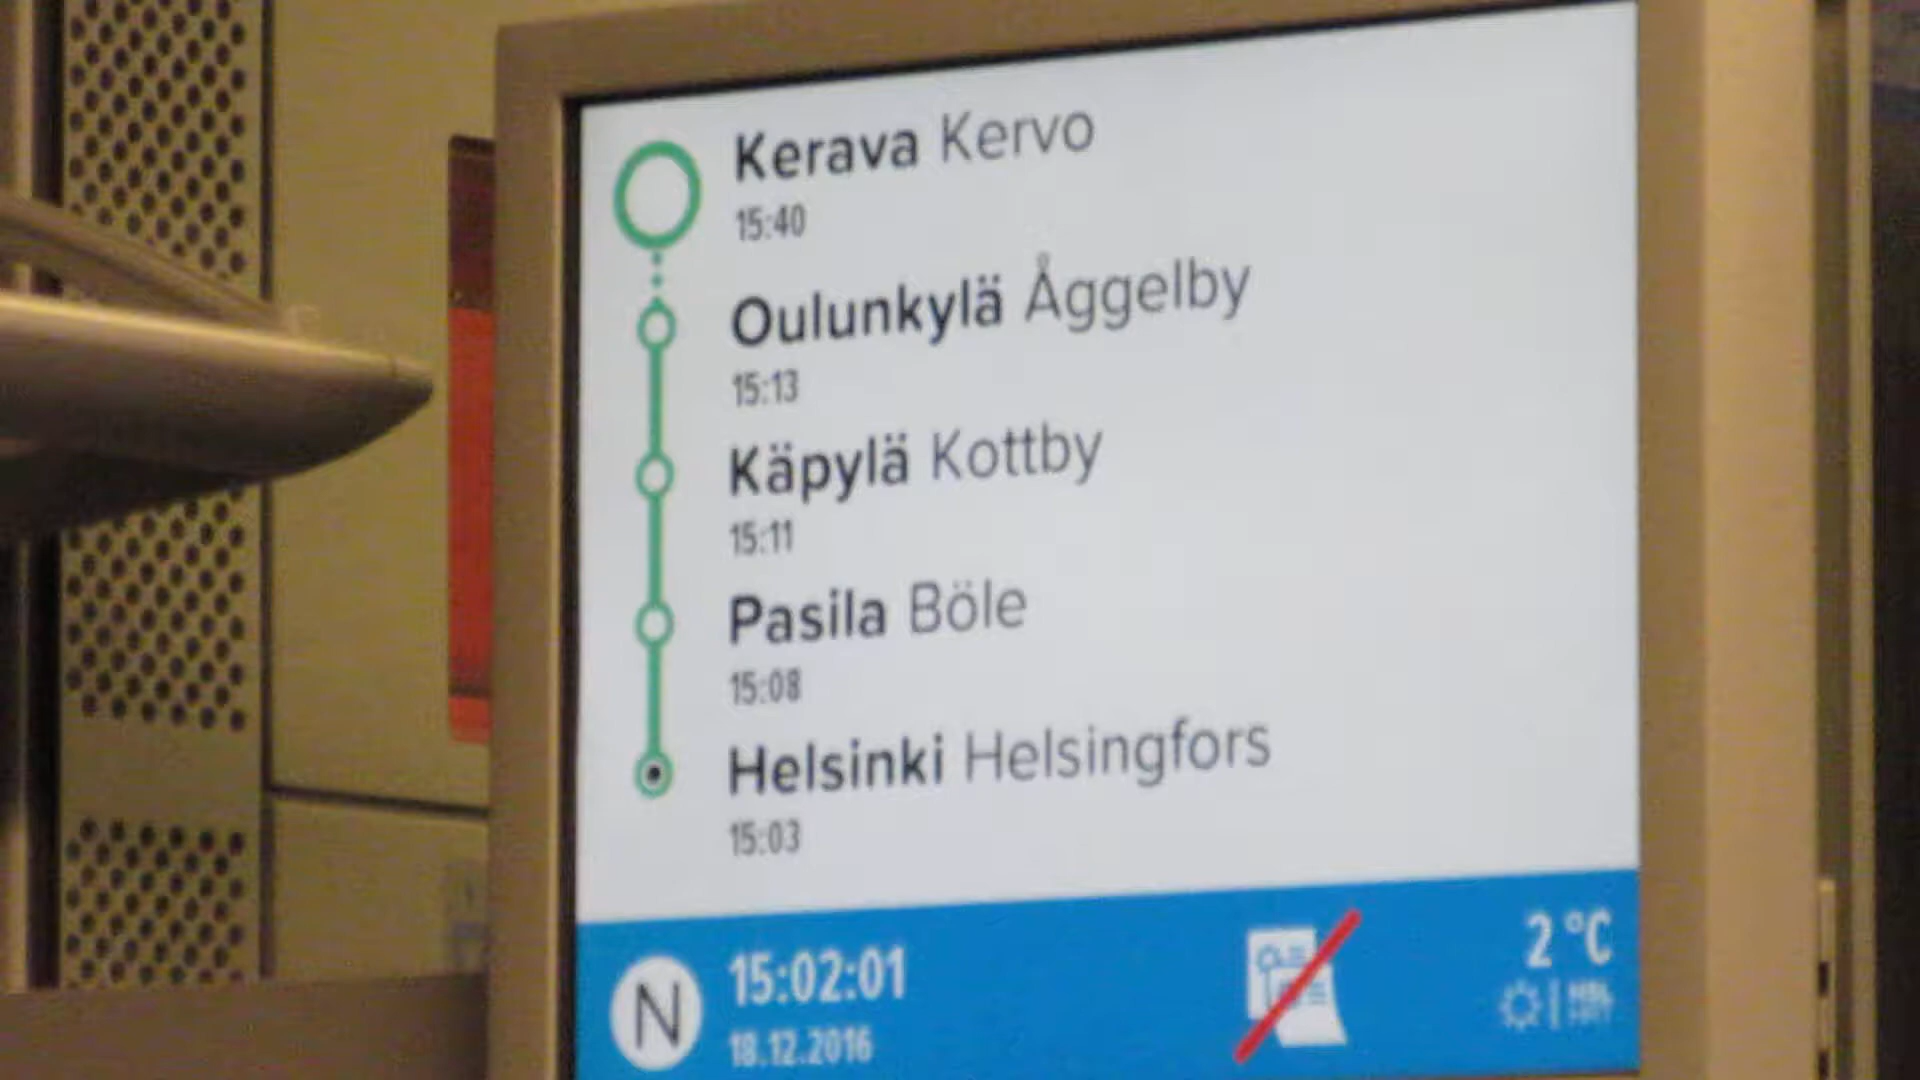 Kerava Kervo
15:40
Oulunkylä Åggelby
15:13
Käpylä Kottby
15:11
Pasila Böle
15:08
Helsinki Helsingfors
15:03
N
15:02:01
18.12.2016
2 °C